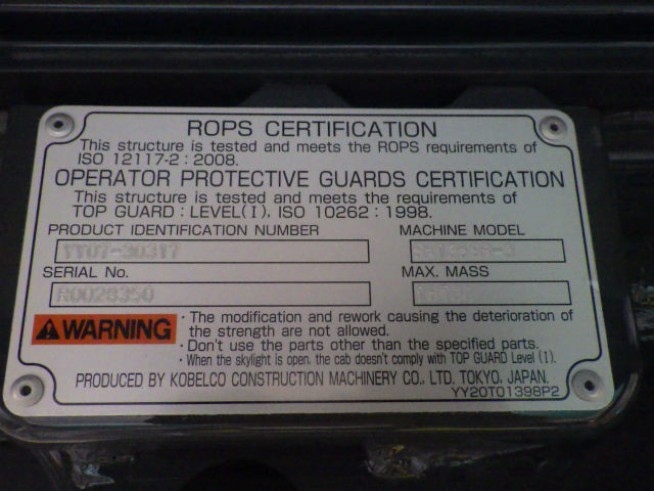 ROPS CERTIFICATION
This structure is tested and meets the ROPS requirements of
ISO 12117-2 : 2008.
OPERATOR PROTECTIVE GUARDS CERTIFICATION
This structure is tested and meets the requirements of
TOP GUARD : LEVEL(I), ISO 10262 : 1998.
PRODUCT IDENTIFICATION NUMBER MACHINE MODEL
YT07-30317
SERIAL No. MAX. MASS
R0028350
WARNING
· The modification and rework causing the deterioration of
the strength are not allowed.
· Don't use the parts other than the specified parts.
· When the skylight is open, the cab doesn't comply with TOP GUARD Level (I).
PRODUCED BY KOBELCO CONSTRUCTION MACHINERY CO., LTD. TOKYO, JAPAN.
YY20T01398P2